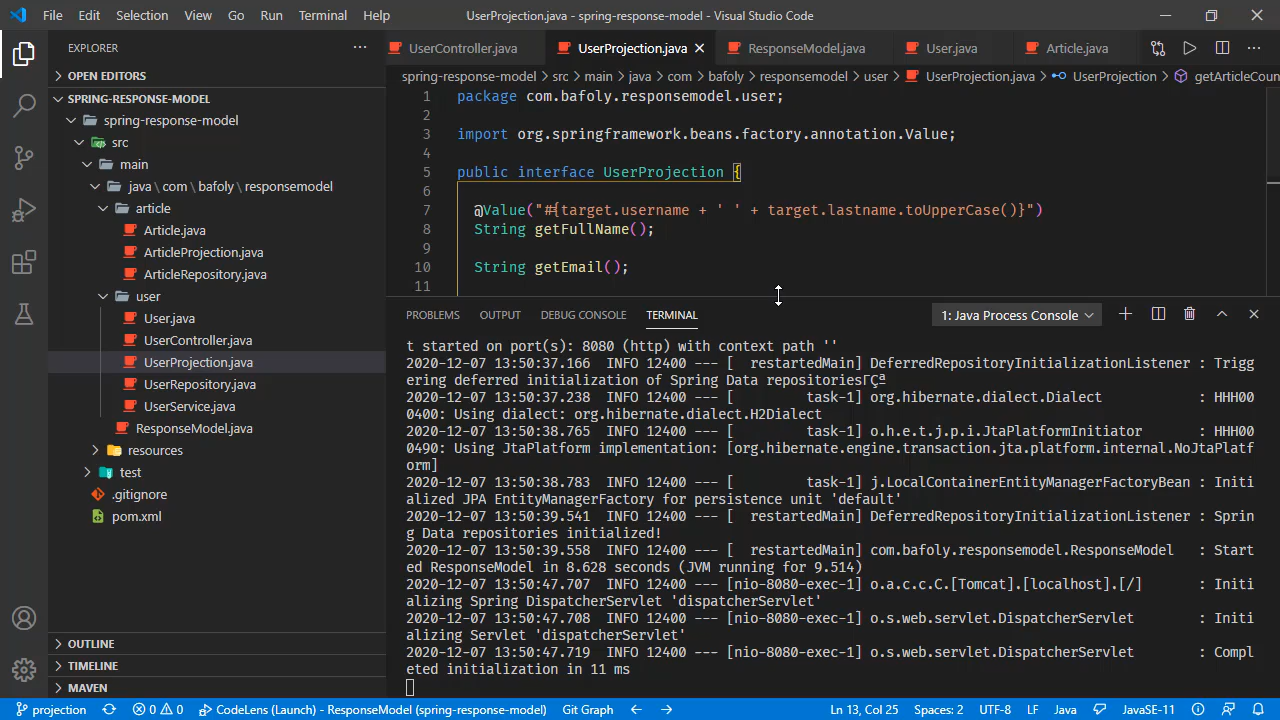 File Edit Selection View Go Run Terminal Help UserProjection.java - spring-response-model - Visual Studio Code
EXPLORER
OPEN EDITORS
SPRING-RESPONSE-MODEL
spring-response-model
src
main
java\com\bafoly\responsemodel
article
Article.java
ArticleProjection.java
ArticleRepository.java
user
User.java
UserController.java
UserProjection.java
UserRepository.java
UserService.java
ResponseModel.java
resources
test
.gitignore
pom.xml
OUTLINE
TIMELINE
MAVEN
UserController.java UserProjection.java ResponseModel.java User.java Article.java
spring-response-model > src > main > java > com > bafoly > responsemodel > user > UserProjection.java > UserProjection > getArticleCoun
1 package com.bafoly.responsemodel.user;
2
3 import org.springframework.beans.factory.annotation.Value;
4
5 public interface UserProjection {
6
7 @Value("#{target.username + ' ' + target.lastname.toUpperCase()}")
8 String getFullName();
9
10 String getEmail();
11
PROBLEMS OUTPUT DEBUG CONSOLE TERMINAL 1: Java Process Console
t started on port(s): 8080 (http) with context path ''
2020-12-07 13:50:37.166 INFO 12400 --- [ restartedMain] DeferredRepositoryInitializationListener : Trigg
ering deferred initialization of Spring Data repositoriesΓÇª
2020-12-07 13:50:37.238 INFO 12400 --- [ task-1] org.hibernate.dialect.Dialect : HHH00
0400: Using dialect: org.hibernate.dialect.H2Dialect
2020-12-07 13:50:38.765 INFO 12400 --- [ task-1] o.h.e.t.j.p.i.JtaPlatformInitiator : HHH00
0490: Using JtaPlatform implementation: [org.hibernate.engine.transaction.jta.platform.internal.NoJtaPlatf
orm]
2020-12-07 13:50:38.783 INFO 12400 --- [ task-1] j.LocalContainerEntityManagerFactoryBean : Initi
alized JPA EntityManagerFactory for persistence unit 'default'
2020-12-07 13:50:39.541 INFO 12400 --- [ restartedMain] DeferredRepositoryInitializationListener : Sprin
g Data repositories initialized!
2020-12-07 13:50:39.558 INFO 12400 --- [ restartedMain] com.bafoly.responsemodel.ResponseModel : Start
ed ResponseModel in 8.628 seconds (JVM running for 9.514)
2020-12-07 13:50:47.707 INFO 12400 --- [nio-8080-exec-1] o.a.c.c.C.[Tomcat].[localhost].[/] : Initi
alizing Spring DispatcherServlet 'dispatcherServlet'
2020-12-07 13:50:47.708 INFO 12400 --- [nio-8080-exec-1] o.s.web.servlet.DispatcherServlet : Initi
alizing Servlet 'dispatcherServlet'
2020-12-07 13:50:47.719 INFO 12400 --- [nio-8080-exec-1] o.s.web.servlet.DispatcherServlet : Compl
eted initialization in 11 ms
projection 0 0 CodeLens (Launch) - ResponseModel (spring-response-model) Git Graph Ln 13, Col 25 Spaces: 2 UTF-8 LF Java JavaSE-11